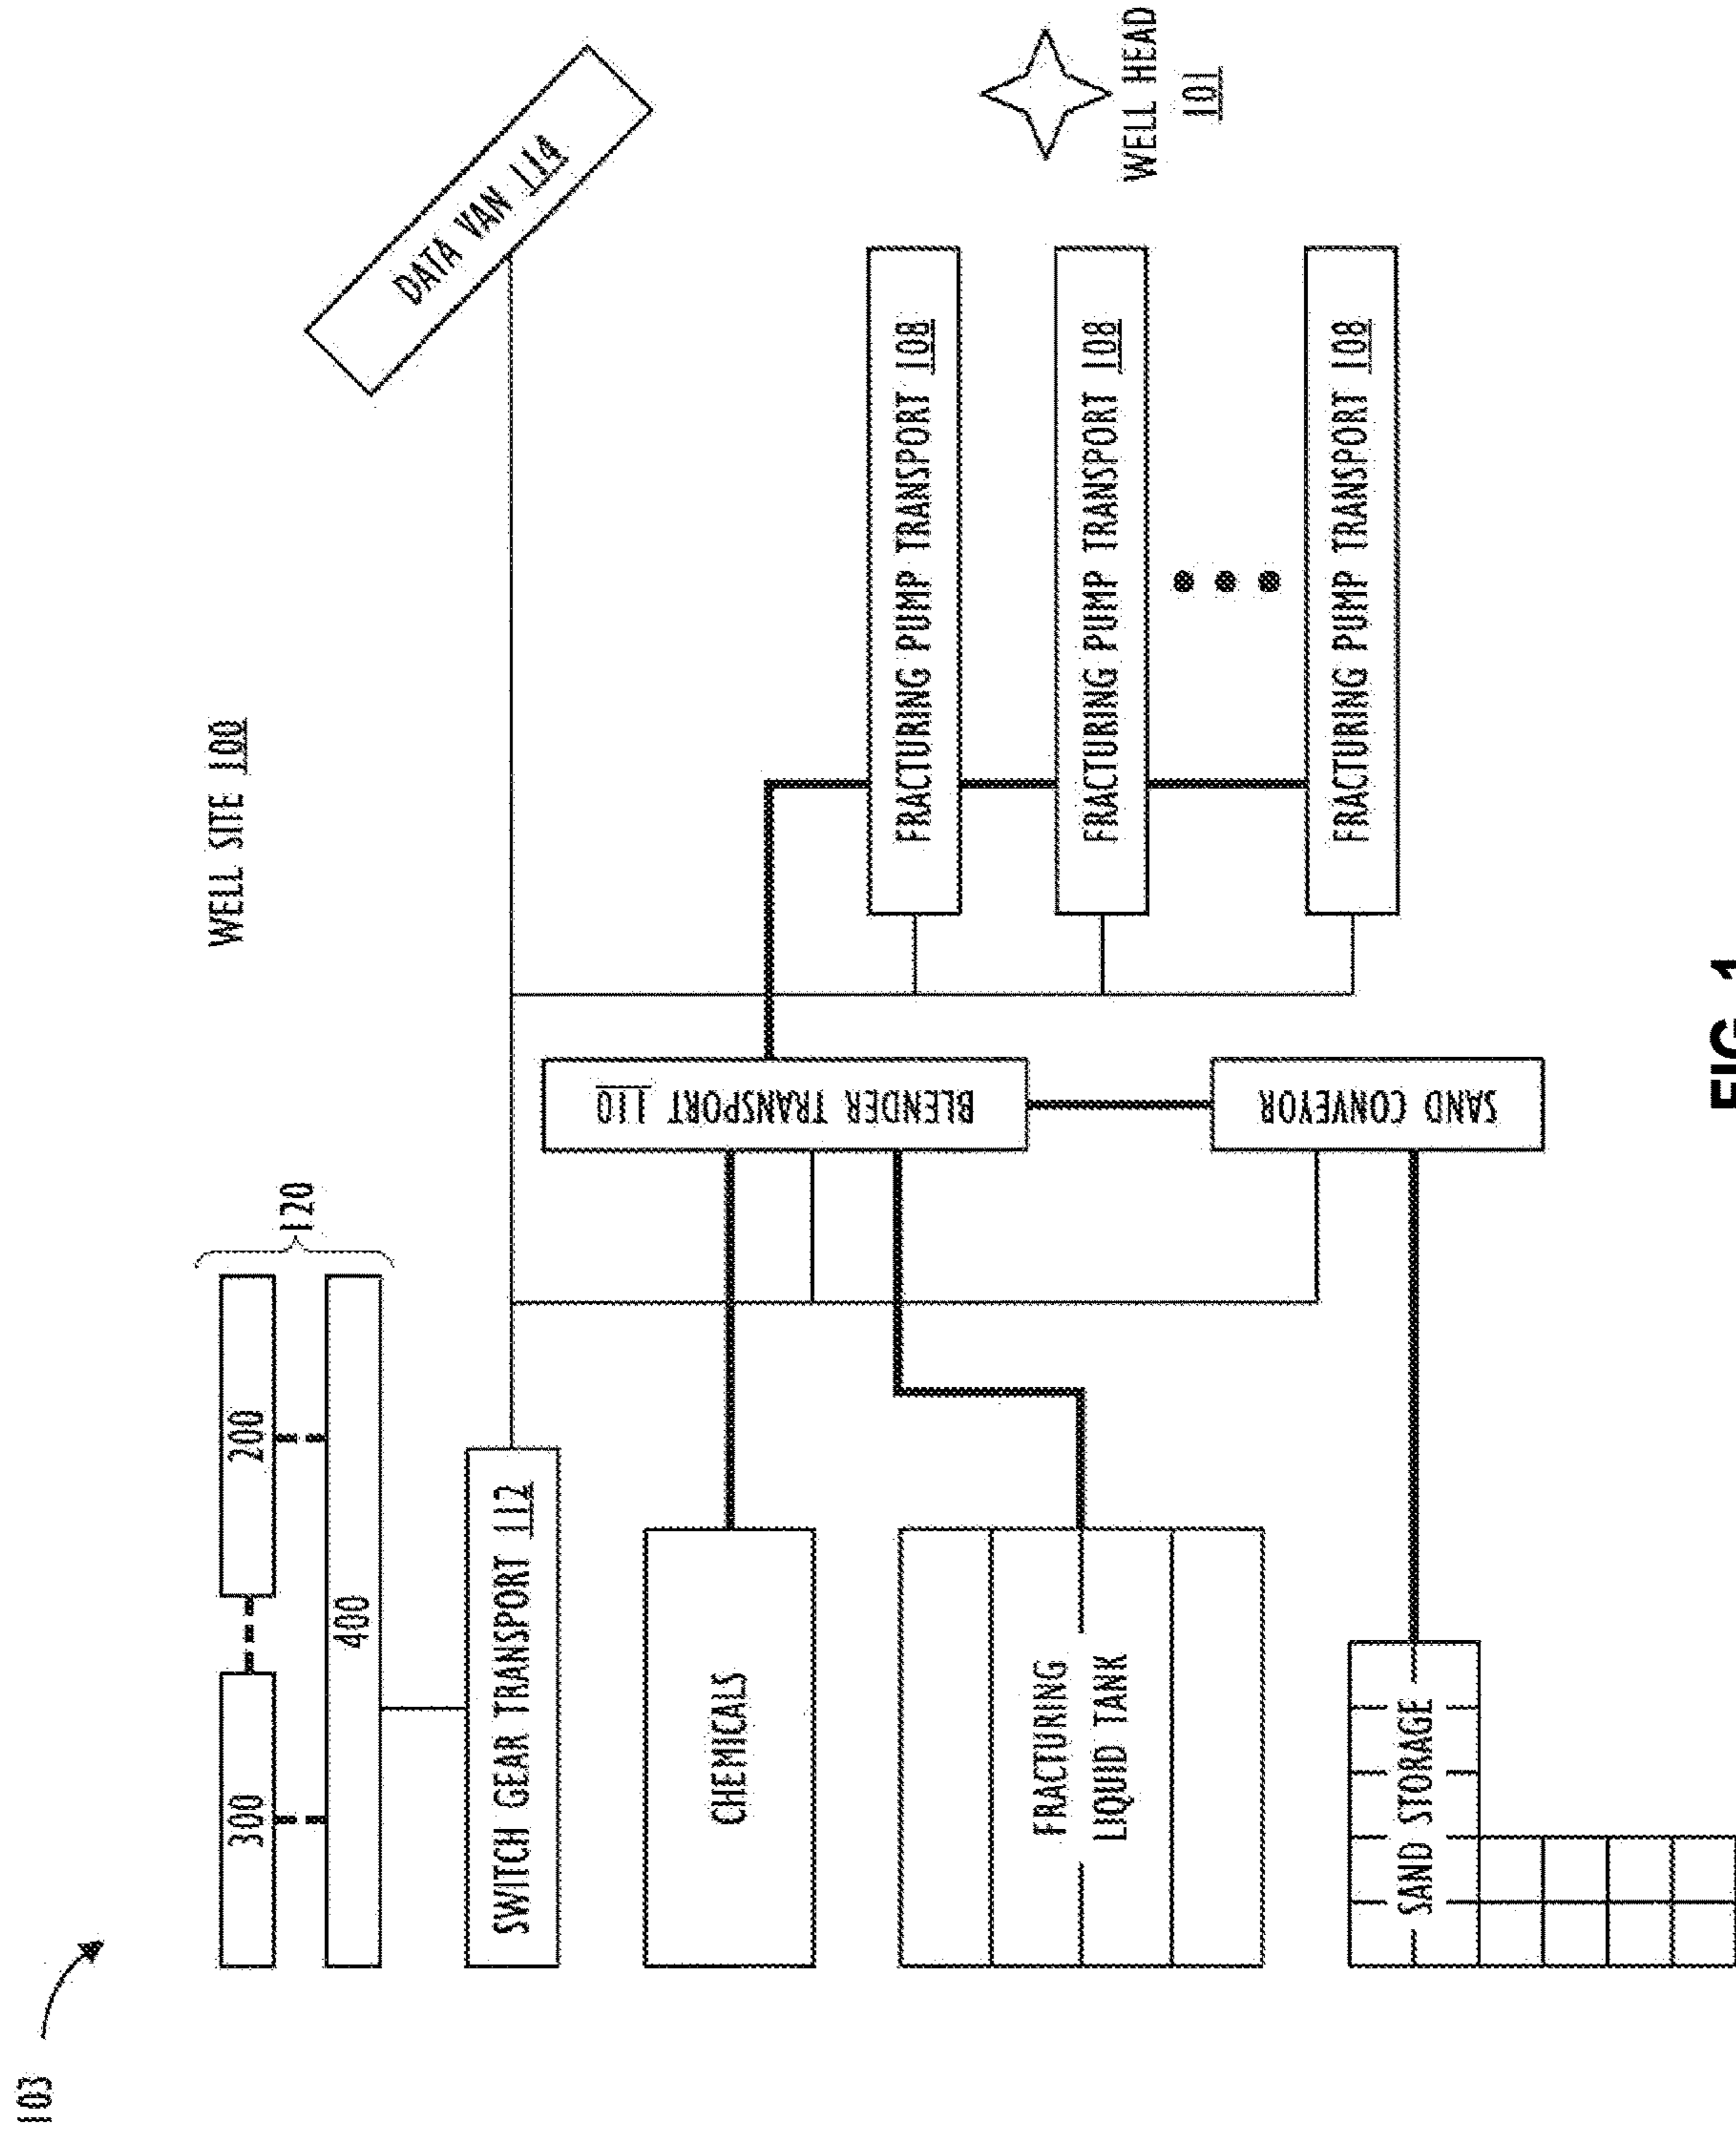 103
WELL SITE 100
300
200
120
400
SWITCH GEAR TRANSPORT 112
DATA VAN 114
CHEMICALS
BLENDER TRANSPORT 110
FRACTURING PUMP TRANSPORT 108
WELL HEAD
101
FRACTURING PUMP TRANSPORT 108
FRACTURING
LIQUID TANK
SAND CONVEYOR
FRACTURING PUMP TRANSPORT 108
SAND STORAGE
FIG. 1